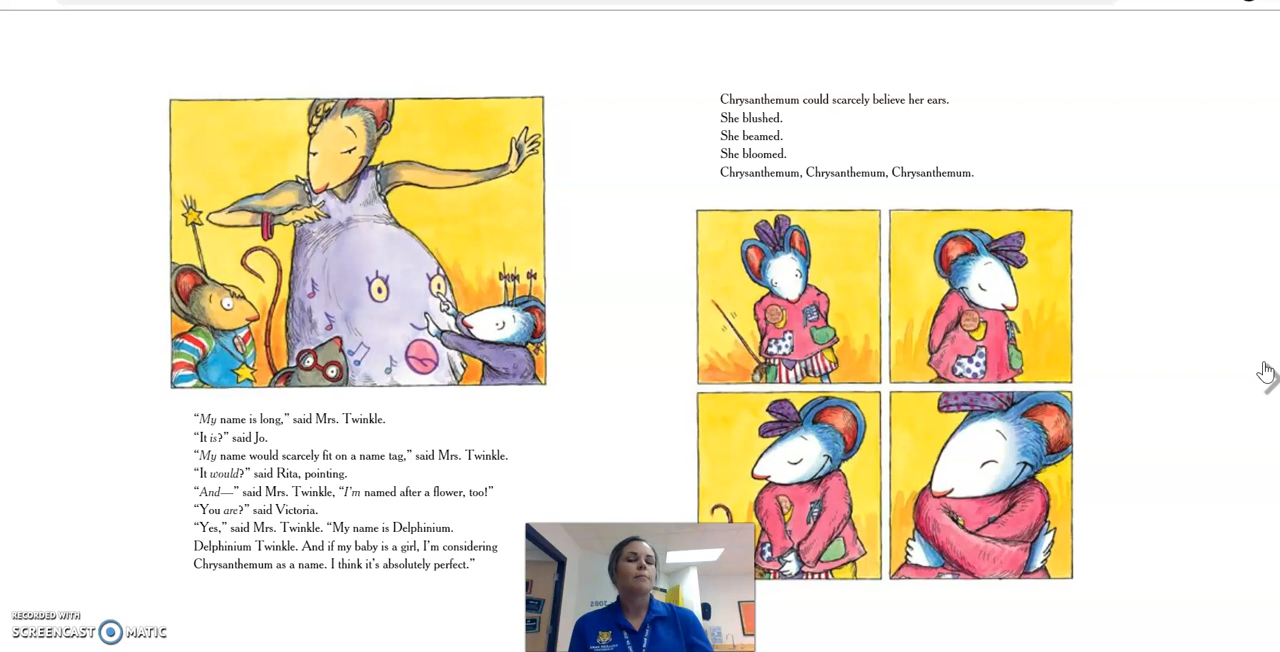 “My name is long,” said Mrs. Twinkle.
“It is?” said Jo.
“My name would scarcely fit on a name tag,” said Mrs. Twinkle.
“It would?” said Rita, pointing.
“And—” said Mrs. Twinkle, “I’m named after a flower, too!”
“You are?” said Victoria.
“Yes,” said Mrs. Twinkle. “My name is Delphinium.
Delphinium Twinkle. And if my baby is a girl, I’m considering
Chrysanthemum as a name. I think it’s absolutely perfect.”
Chrysanthemum could scarcely believe her ears.
She blushed.
She beamed.
She bloomed.
Chrysanthemum, Chrysanthemum, Chrysanthemum.
RECORDED WITH
SCREENCAST MATIC